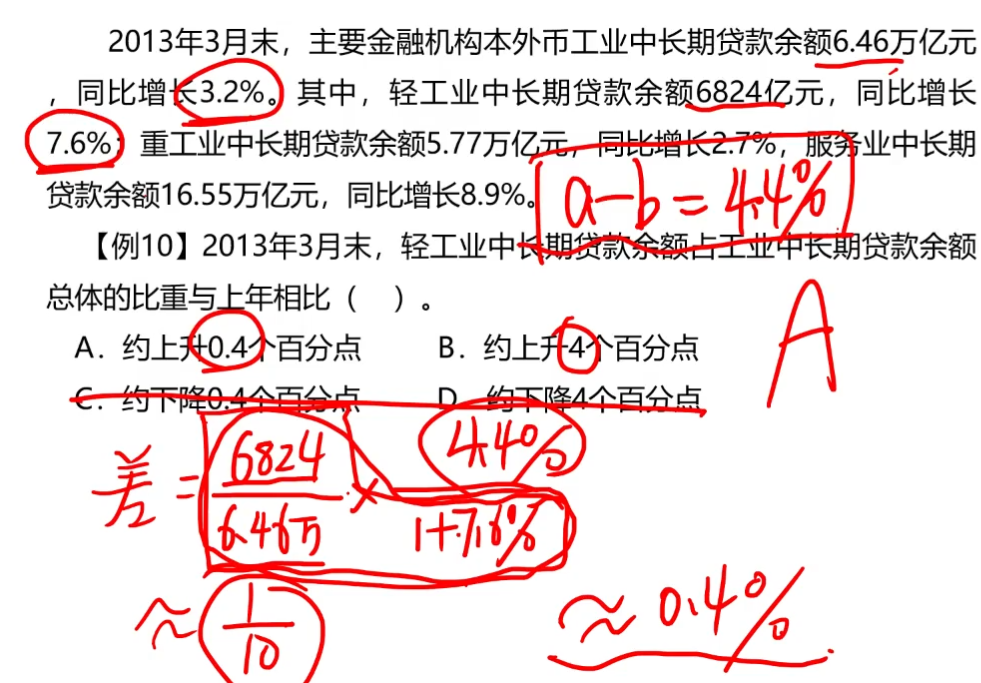 2013年3月末，主要金融机构本外币工业中长期贷款余额6.46万亿元
，同比增长3.2%。其中，轻工业中长期贷款余额6824亿元，同比增长
7.6%；重工业中长期贷款余额5.77万亿元，同比增长2.7%，服务业中长期
贷款余额16.55万亿元，同比增长8.9%。
a-b=4.4%
【例10】2013年3月末，轻工业中长期贷款余额占工业中长期贷款余额
总体的比重与上年相比（ ）。
A. 约上升0.4个百分点 B. 约上升4个百分点
A
C. 约下降0.4个百分点 D. 约下降4个百分点
6824 4.4%
差 = ×
6.46万 1+7.6%
≈ 1/10
≈0.4%